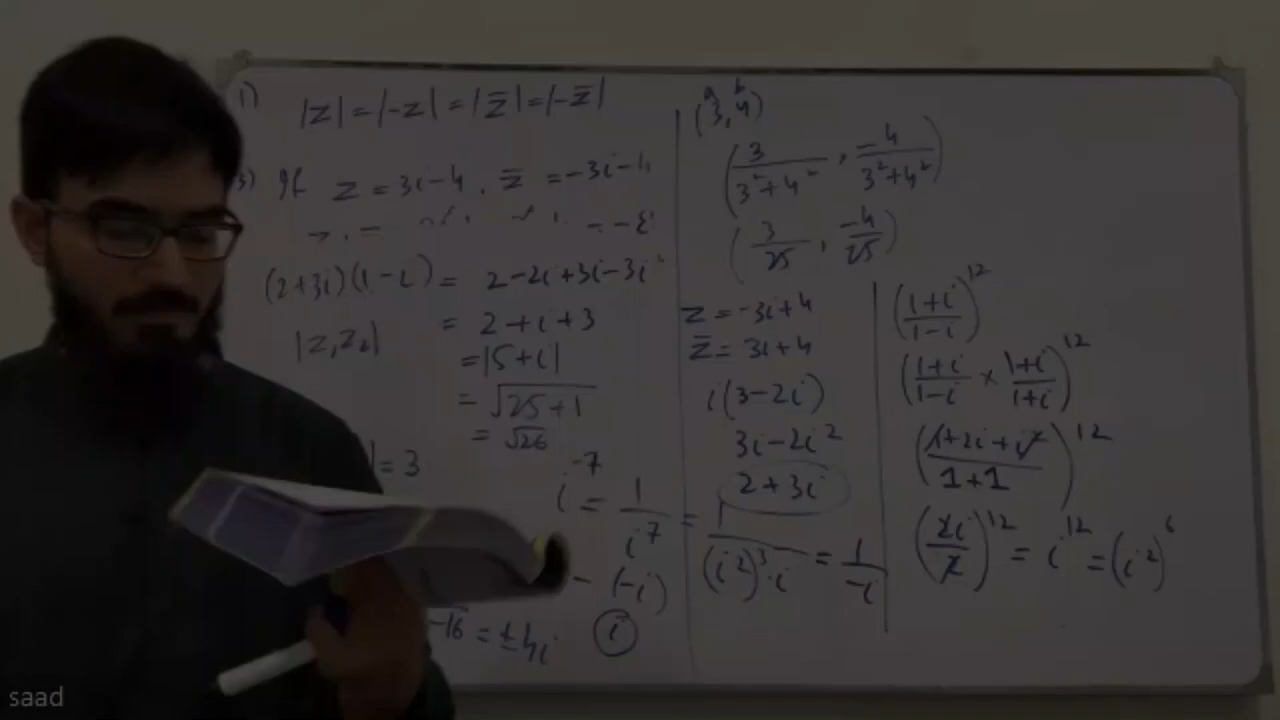 1) |z| = |-z| = |z̄| = |-z̄|
3) If z = 3i-4 . z̄ = -3i-4
(2+3i)(1-i) = 2-2i+3i-3i²
= 2+i+3
|z₁z₂|
= |5+i|
= √25+1
= √26
| = 3
i⁻⁷ = 1/i⁷ = 1/(i²)³·i = 1/-i
- (-i)
-16 = ±4i
i
a b
(3,4)
(3/3²+4² , -4/3²+4²)
(3/25 , -4/25)
z = -3i+4
z̄ = 3i+4
i(3-2i)
3i-2i²
2+3i
(1+i/1-i)¹²
(1+i/1-i × 1+i/1+i)¹²
(1+2i+i²/1+1)¹²
(2i/2)¹² = i¹² = (i²)⁶
saad